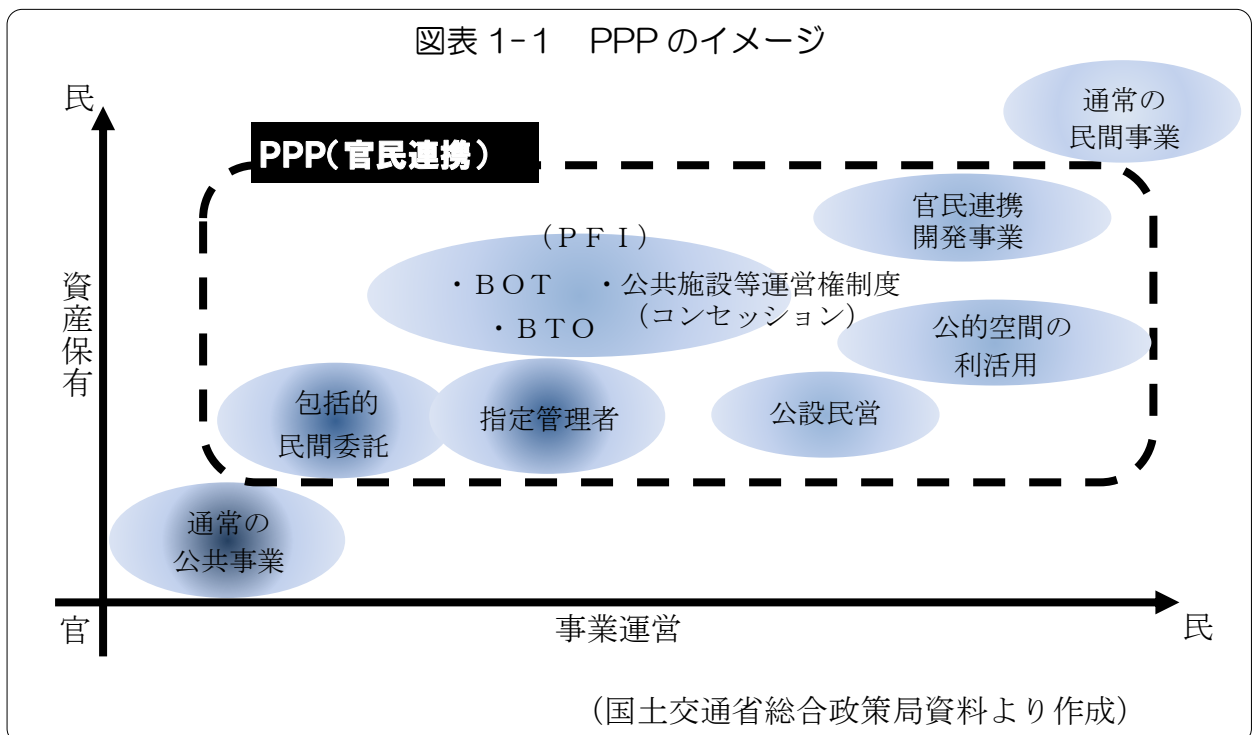 図表 1-1　PPP のイメージ
民
通常の
民間事業
PPP(官民連携)
官民連携
開発事業
(ＰＦＩ)
・ＢＯＴ　・公共施設等運営権制度
・ＢＴＯ　(コンセッション)
資産保有
公的空間の
利活用
包括的
民間委託
指定管理者
公設民営
通常の
公共事業
官
事業運営
民
(国土交通省総合政策局資料より作成)